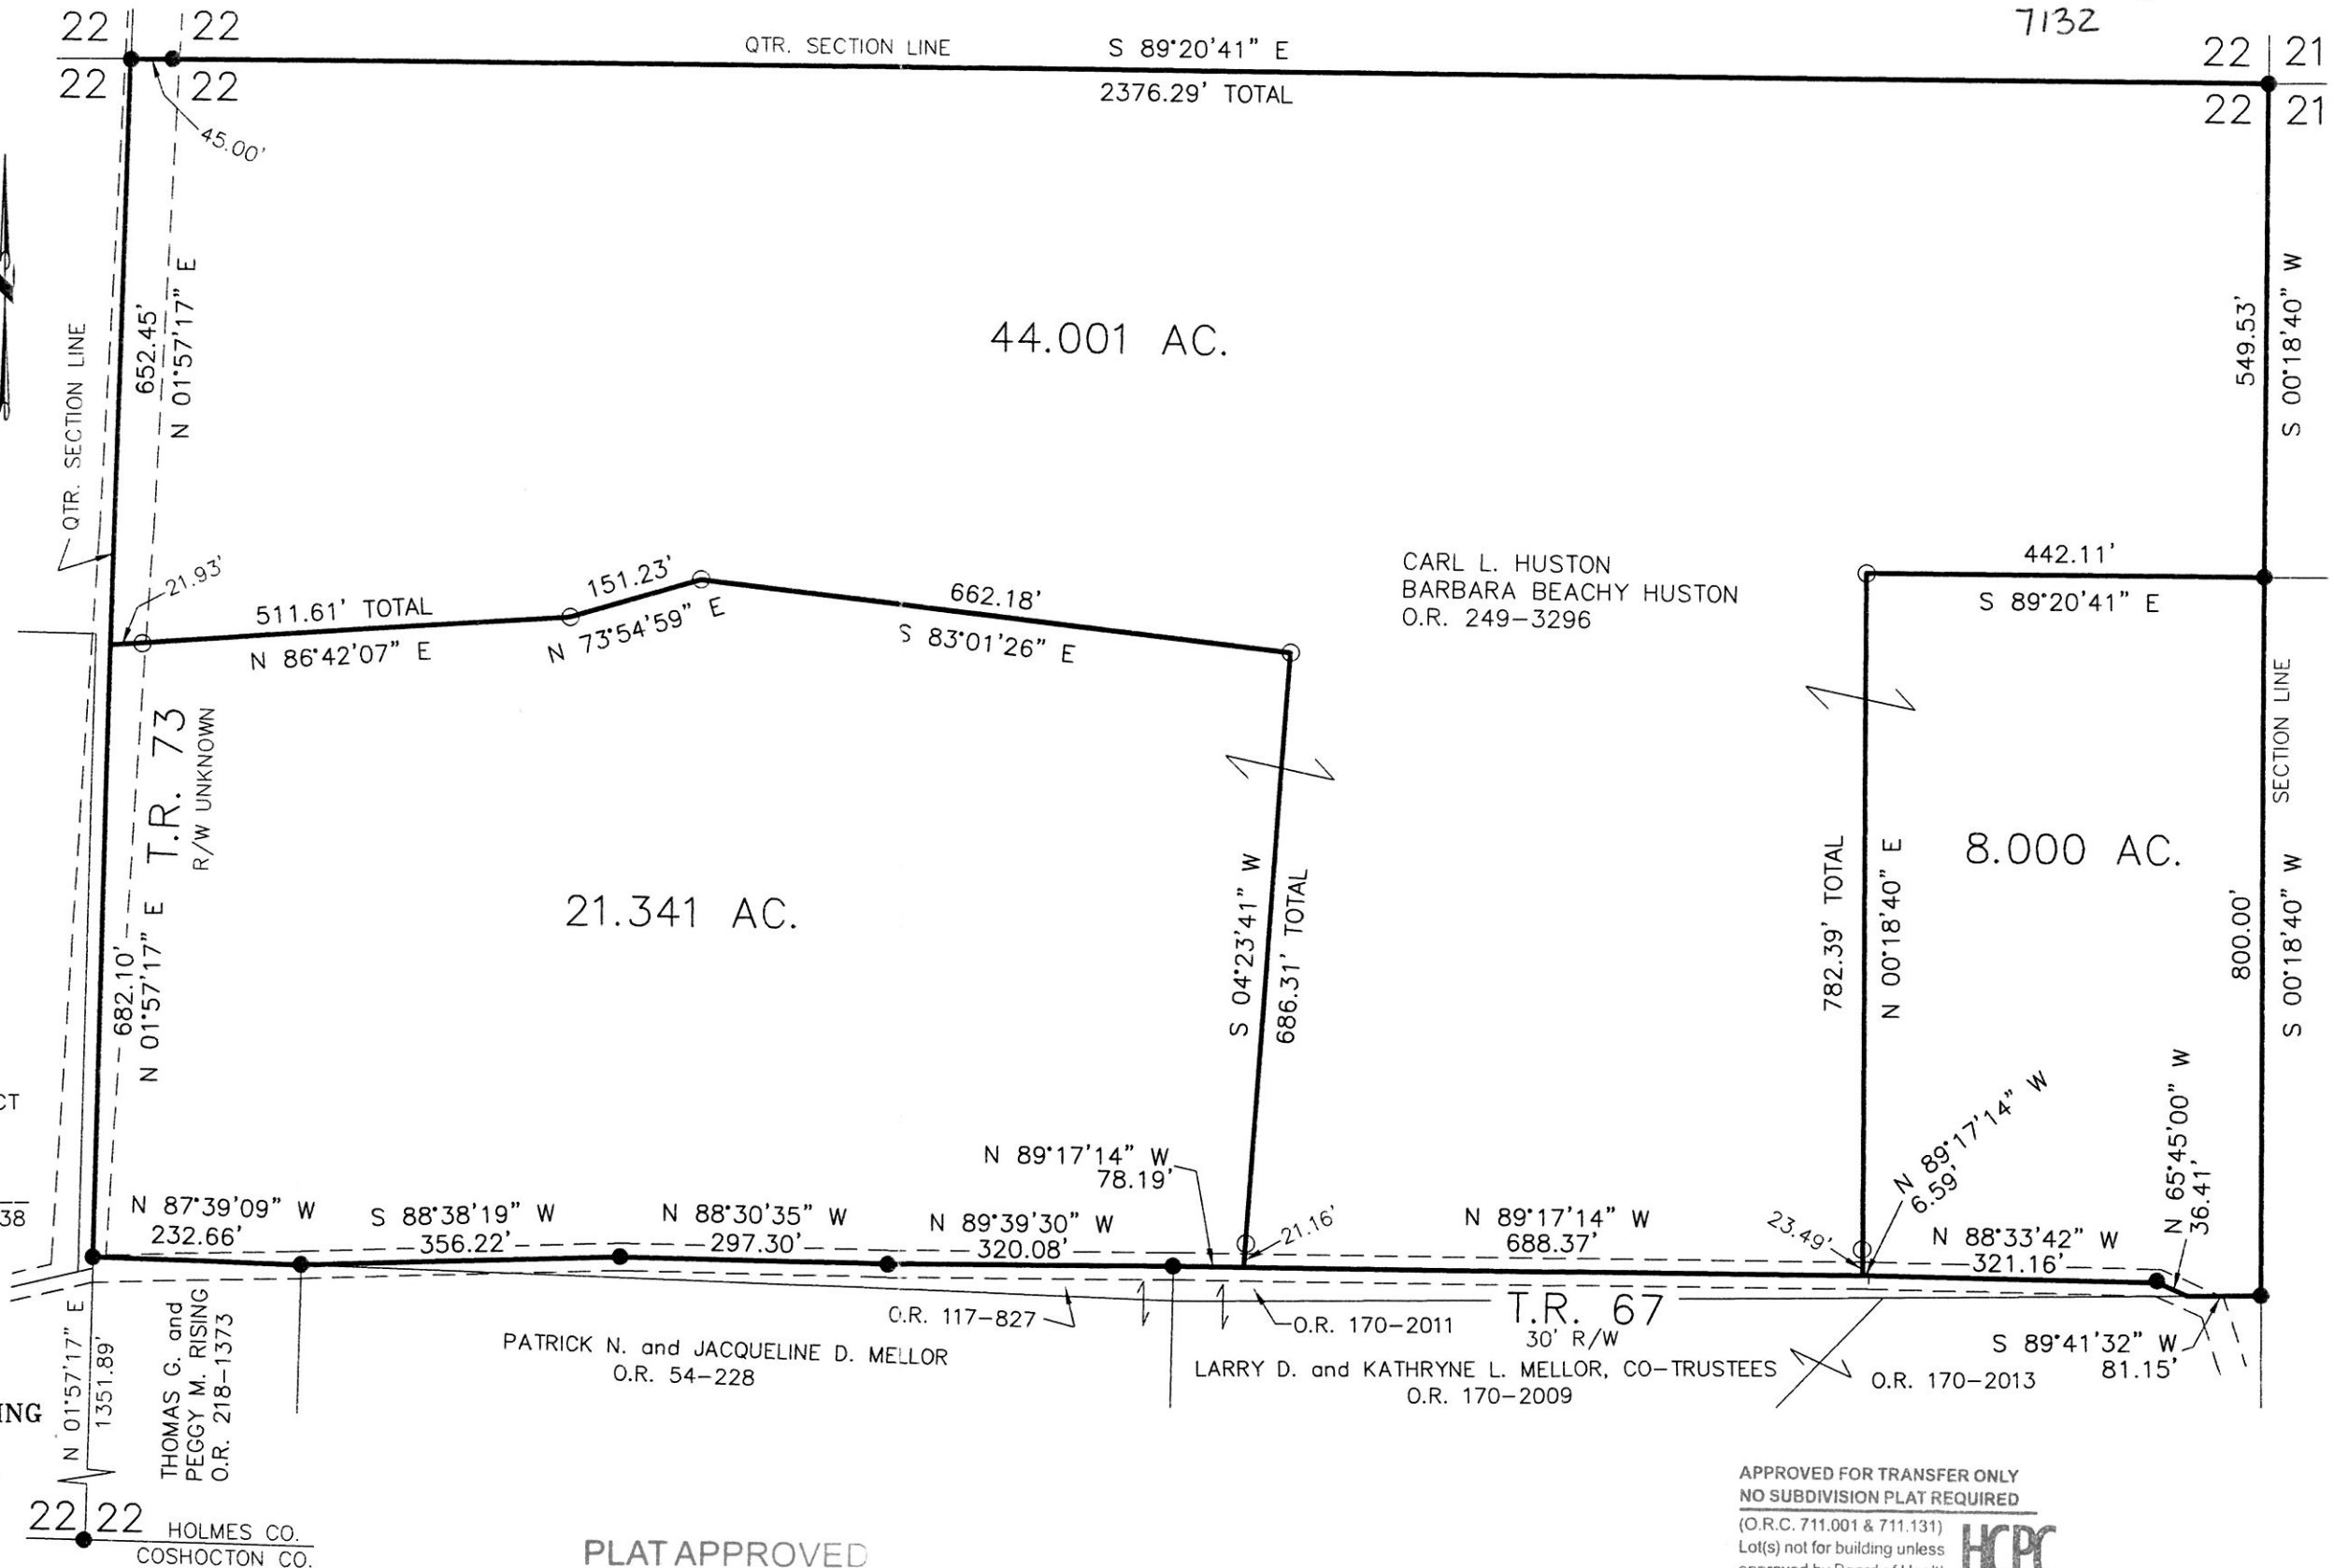 7132
22 22
QTR. SECTION LINE
S 89°20'41" E
22 21
22 22
2376.29' TOTAL
22 21
45.00'
652.45'
N 01°57'17" E
QTR. SECTION LINE
44.001 AC.
549.53'
S 00°18'40" W
21.93'
511.61' TOTAL
N 86°42'07" E
151.23'
N 73°54'59" E
662.18'
S 83°01'26" E
CARL L. HUSTON
BARBARA BEACHY HUSTON
O.R. 249-3296
442.11'
S 89°20'41" E
SECTION LINE
T.R. 73
R/W UNKNOWN
682.10'
N 01°57'17" E
21.341 AC.
S 04°23'41" W
686.31' TOTAL
782.39' TOTAL
N 00°18'40" E
8.000 AC.
800.00'
S 00°18'40" W
CT
38
N 87°39'09" W
232.66'
S 88°38'19" W
356.22'
N 88°30'35" W
297.30'
N 89°39'30" W
320.08'
N 89°17'14" W
78.19'
21.16'
N 89°17'14" W
688.37'
23.49'
N 89°17'14" W
6.59'
N 88°33'42" W
321.16'
N 65°45'00" W
36.41'
S 89°41'32" W
81.15'
O.R. 117-827
O.R. 170-2011
T.R. 67
30' R/W
PATRICK N. and JACQUELINE D. MELLOR
O.R. 54-228
LARRY D. and KATHRYNE L. MELLOR, CO-TRUSTEES
O.R. 170-2009
O.R. 170-2013
N 01°57'17" E
1351.89'
THOMAS G. and
PEGGY M. RISING
O.R. 218-1373
ING
22 22
HOLMES CO.
COSHOCTON CO.
PLAT APPROVED
APPROVED FOR TRANSFER ONLY
NO SUBDIVISION PLAT REQUIRED
(O.R.C. 711.001 & 711.131)
Lot(s) not for building unless
approved by Board of Health
HCPC